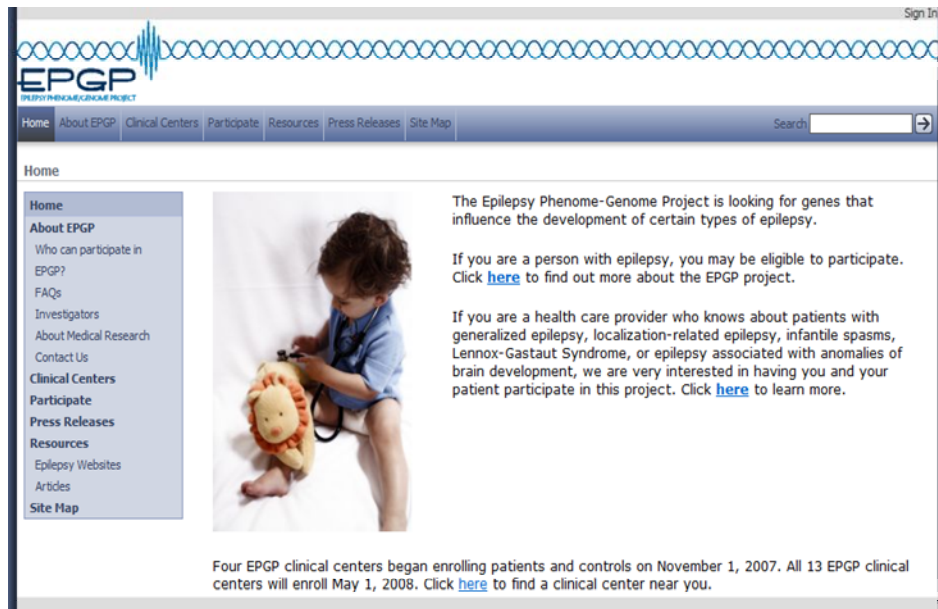 Sign In
EPGP
EPILEPSY PHENOME/GENOME PROJECT
Home About EPGP Clinical Centers Participate Resources Press Releases Site Map Search
Home
Home
About EPGP
Who can participate in
EPGP?
FAQs
Investigators
About Medical Research
Contact Us
Clinical Centers
Participate
Press Releases
Resources
Epilepsy Websites
Articles
Site Map
The Epilepsy Phenome-Genome Project is looking for genes that
influence the development of certain types of epilepsy.
If you are a person with epilepsy, you may be eligible to participate.
Click here to find out more about the EPGP project.
If you are a health care provider who knows about patients with
generalized epilepsy, localization-related epilepsy, infantile spasms,
Lennox-Gastaut Syndrome, or epilepsy associated with anomalies of
brain development, we are very interested in having you and your
patient participate in this project. Click here to learn more.
Four EPGP clinical centers began enrolling patients and controls on November 1, 2007. All 13 EPGP clinical
centers will enroll May 1, 2008. Click here to find a clinical center near you.